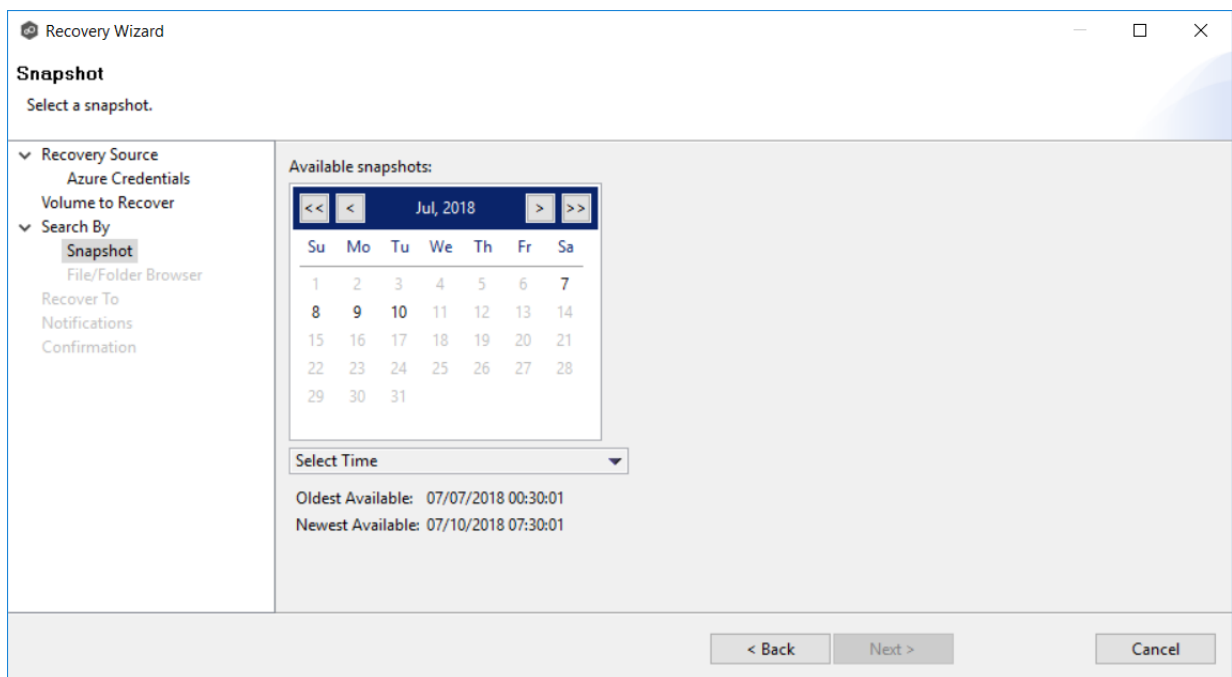 Recovery Wizard
Snapshot
Select a snapshot.
Recovery Source
Azure Credentials
Volume to Recover
Search By
Snapshot
File/Folder Browser
Recover To
Notifications
Confirmation
Available snapshots:
<< < Jul, 2018 > >>
Su Mo Tu We Th Fr Sa
1 2 3 4 5 6 7
8 9 10 11 12 13 14
15 16 17 18 19 20 21
22 23 24 25 26 27 28
29 30 31
Select Time
Oldest Available: 07/07/2018 00:30:01
Newest Available: 07/10/2018 07:30:01
< Back Next > Cancel